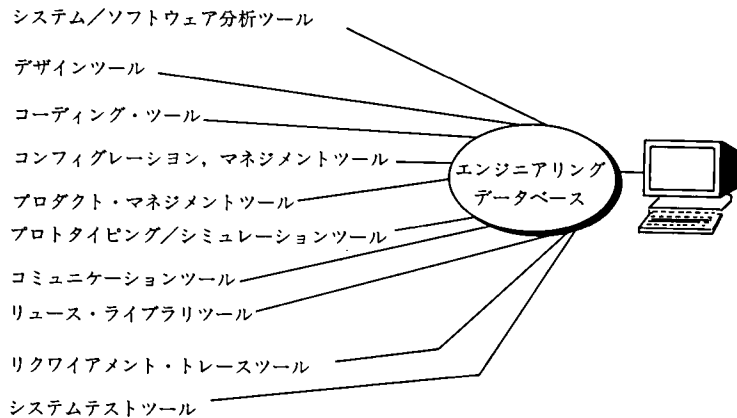 システム／ソフトウェア分析ツール
デザインツール
コーディング・ツール
コンフィグレーション，マネジメントツール
プロダクト・マネジメントツール
プロトタイピング／シミュレーションツール
コミュニケーションツール
リュース・ライブラリツール
リクワイアメント・トレースツール
システムテストツール
エンジニアリング
データベース